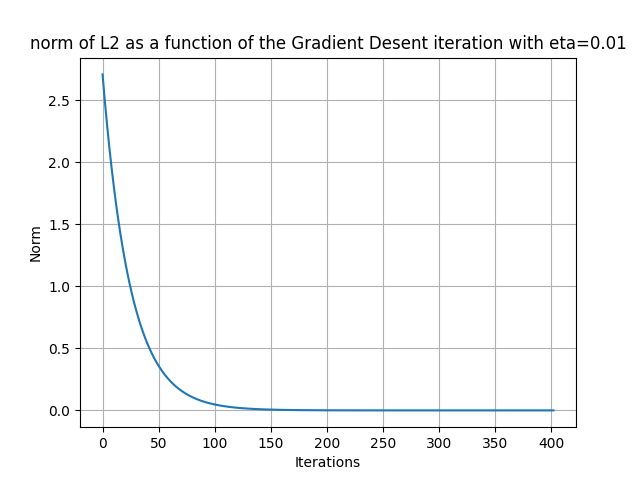 norm of L2 as a function of the Gradient Desent iteration with eta=0.01
2.5
2.0
1.5
1.0
0.5
0.0
Norm
0 50 100 150 200 250 300 350 400
Iterations